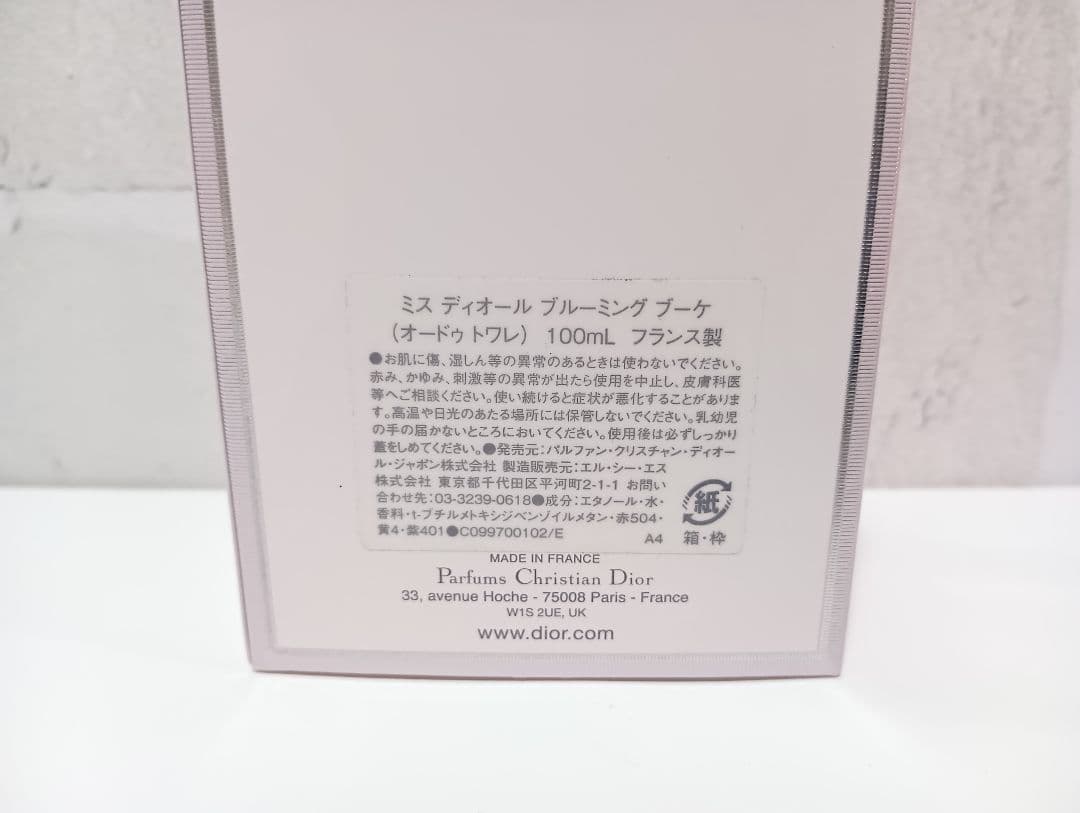 ミス ディオール ブルーミング ブーケ
(オードゥ トワレ) 100mL フランス製
●お肌に傷、湿しん等の異常のあるときは使わないでください。
赤み、かゆみ、刺激等の異常が出たら使用を中止し、皮膚科医
等へご相談ください。使い続けると症状が悪化することがありま
す。高温や日光のあたる場所には保管しないでください。乳幼児
の手の届かないところにおいてください。使用後は必ずしっかり
蓋をしめてください。●発売元:パルファン・クリスチャン・ディオー
ル・ジャポン株式会社 製造販売元:エル・シー・エス
株式会社 東京都千代田区平河町2-1-1 お問い
合わせ先:03-3239-0618●成分:エタノール・水・
香料・t-ブチルメトキシジベンゾイルメタン・赤504・
黄4・紫401●C099700102/E A4
紙
箱・枠
MADE IN FRANCE
Parfums Christian Dior
33, avenue Hoche - 75008 Paris - France
W1S 2UE, UK
www.dior.com